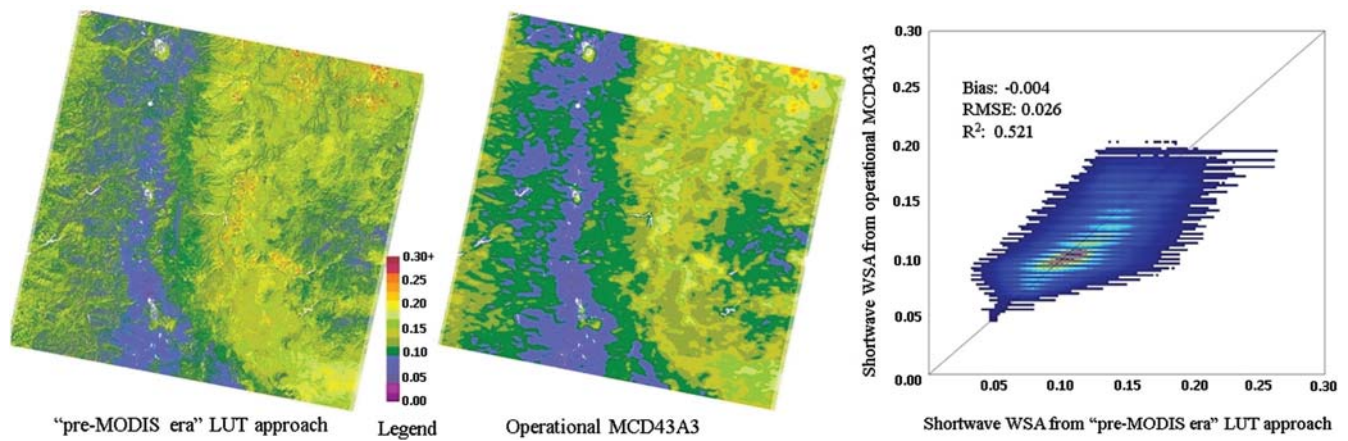 0.30+
0.25
0.20
0.15
0.10
0.05
0.00
"pre-MODIS era" LUT approach
Legend
Operational MCD43A3
Shortwave WSA from operational MCD43A3
0.30
0.25
0.20
0.15
0.10
0.05
0.00
Bias: -0.004
RMSE: 0.026
R²: 0.521
0.05 0.10 0.15 0.20 0.25 0.30
Shortwave WSA from "pre-MODIS era" LUT approach